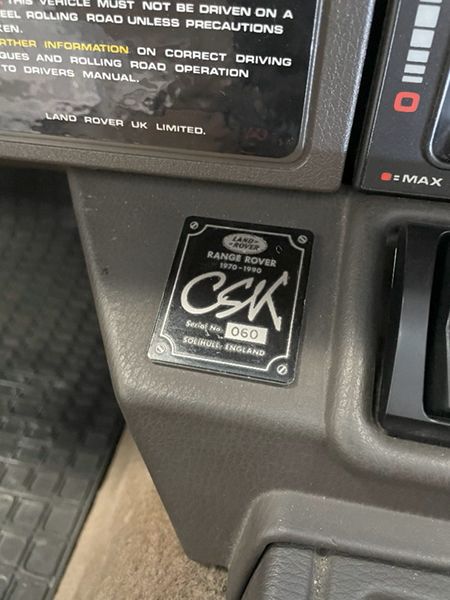 THIS VEHICLE MUST NOT BE DRIVEN ON A
EEL ROLLING ROAD UNLESS PRECAUTIONS
KEN.
RTHER INFORMATION ON CORRECT DRIVING
QUES AND ROLLING ROAD OPERATION
TO DRIVERS MANUAL.
LAND ROVER UK LIMITED.
O
=MAX
LAND-
ROVER
RANGE ROVER
1970-1990
CSK
Serial No. 060
SOLIHULL, ENGLAND